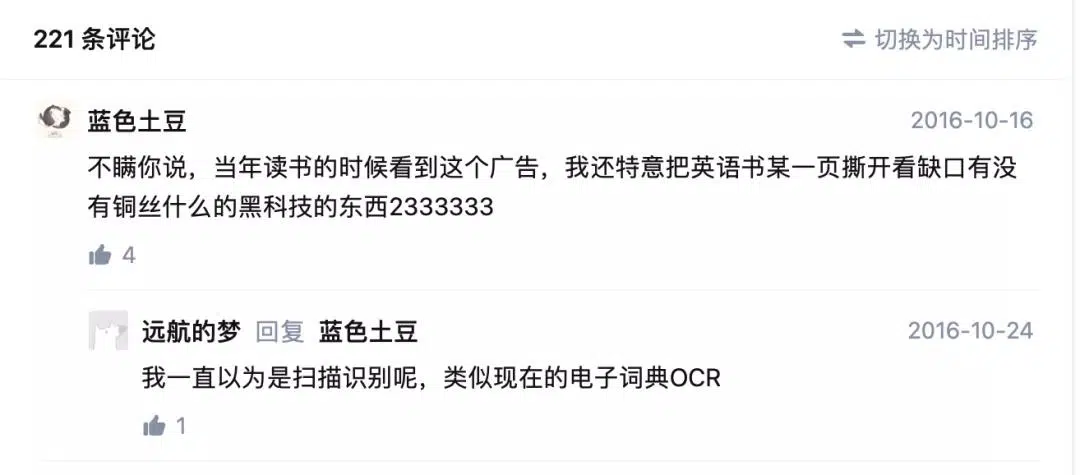 221 条评论
切换为时间排序
蓝色土豆
2016-10-16
不瞒你说，当年读书的时候看到这个广告，我还特意把英语书某一页撕开看缺口有没
有铜丝什么的黑科技的东西2333333
4
远航的梦 回复 蓝色土豆
2016-10-24
我一直以为是扫描识别呢，类似现在的电子词典OCR
1